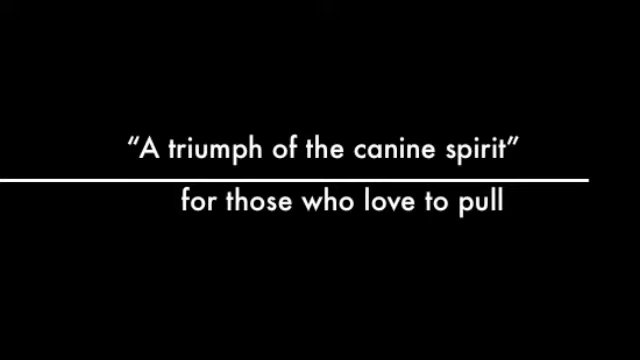 “A triumph of the canine spirit”
for those who love to pull